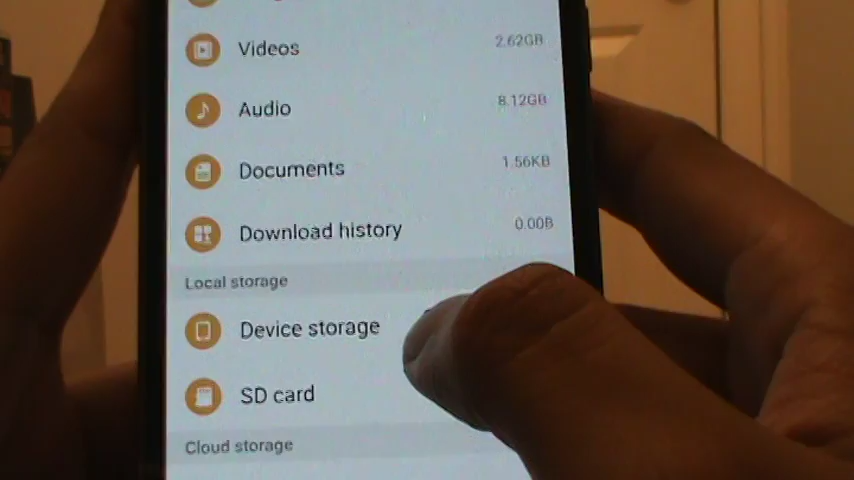 Videos 2.62GB
Audio 8.12GB
Documents 1.56KB
Download history 0.00B
Local storage
Device storage
SD card
Cloud storage